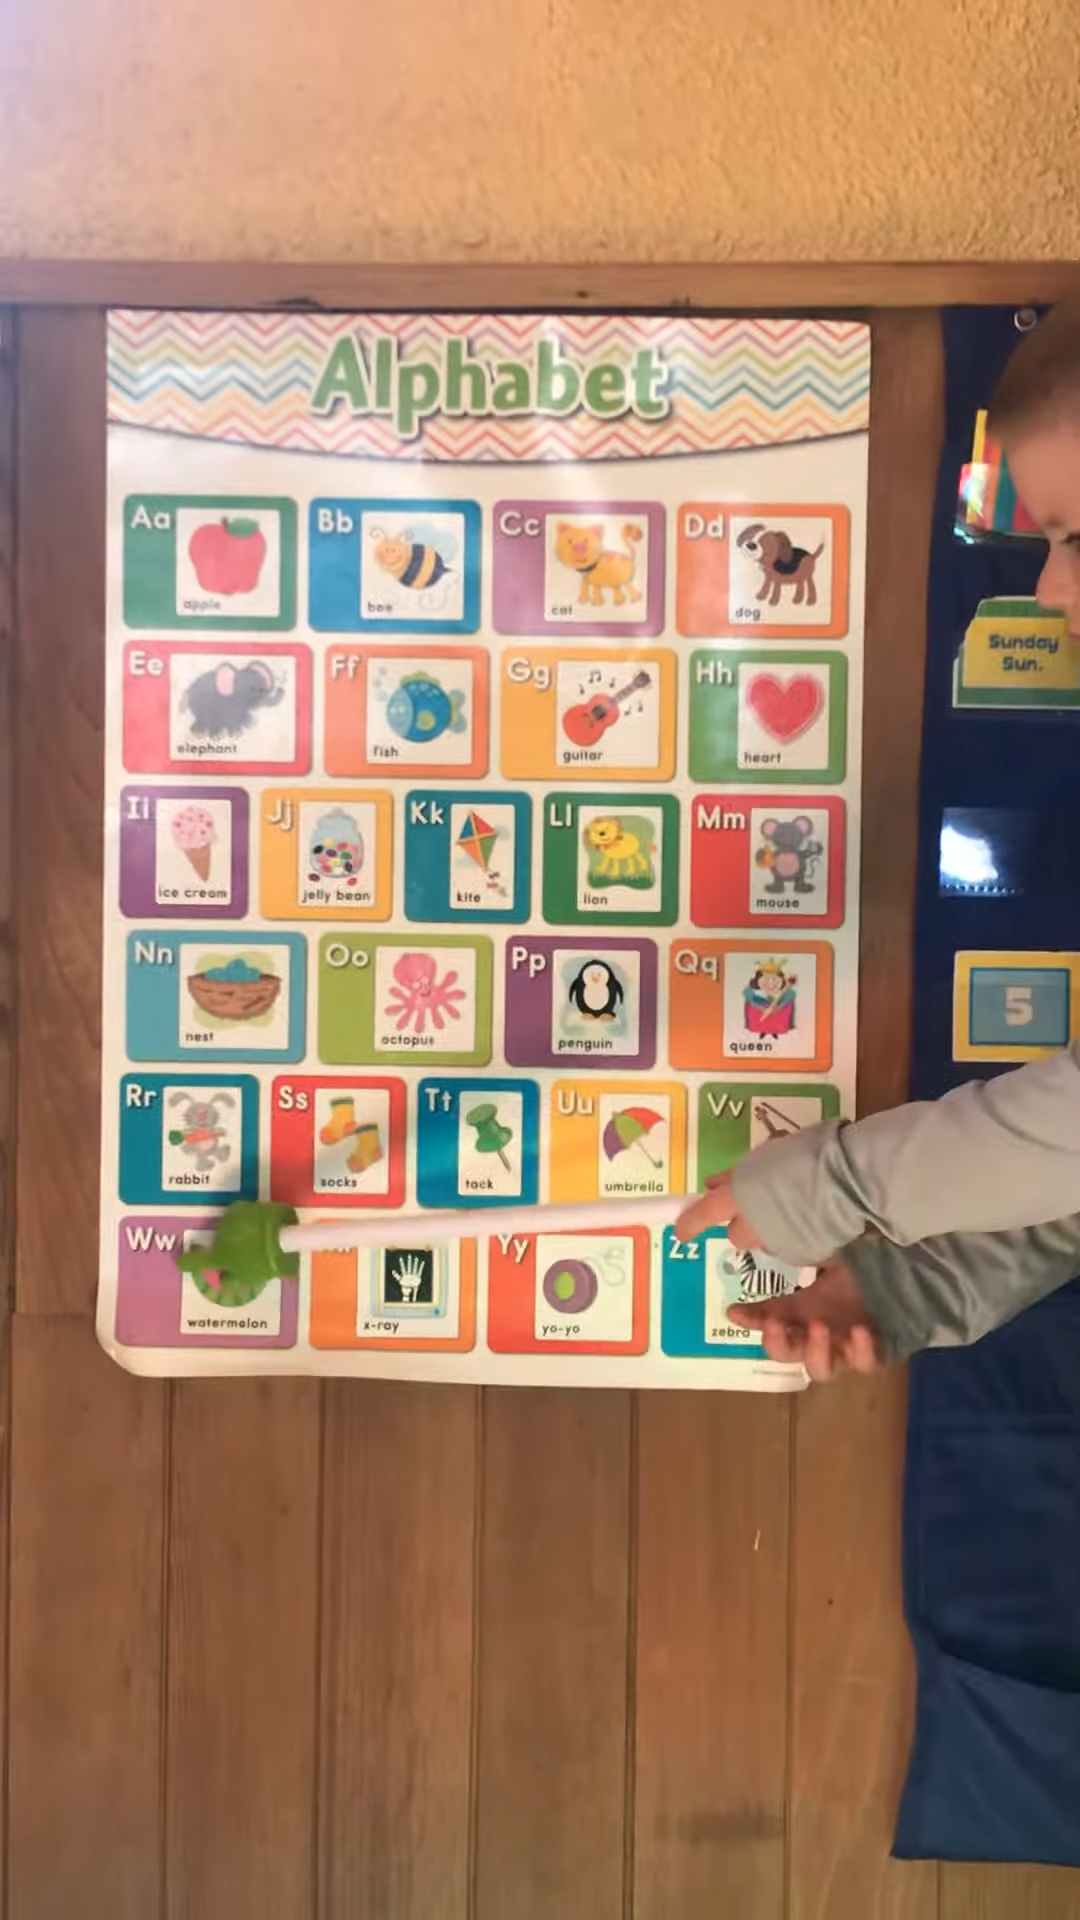 Alphabet
Aa
apple
Bb
bee
Cc
cat
Dd
dog
Ee
elephant
Ff
fish
Gg
guitar
Hh
heart
Ii
ice cream
Jj
jelly bean
Kk
kite
Ll
lion
Mm
mouse
Nn
nest
Oo
octopus
Pp
penguin
Qq
queen
Rr
rabbit
Ss
socks
Tt
tack
Uu
umbrella
Vv
Ww
watermelon
x-ray
Yy
yo-yo
Zz
zebra
Sunday
Sun.
5